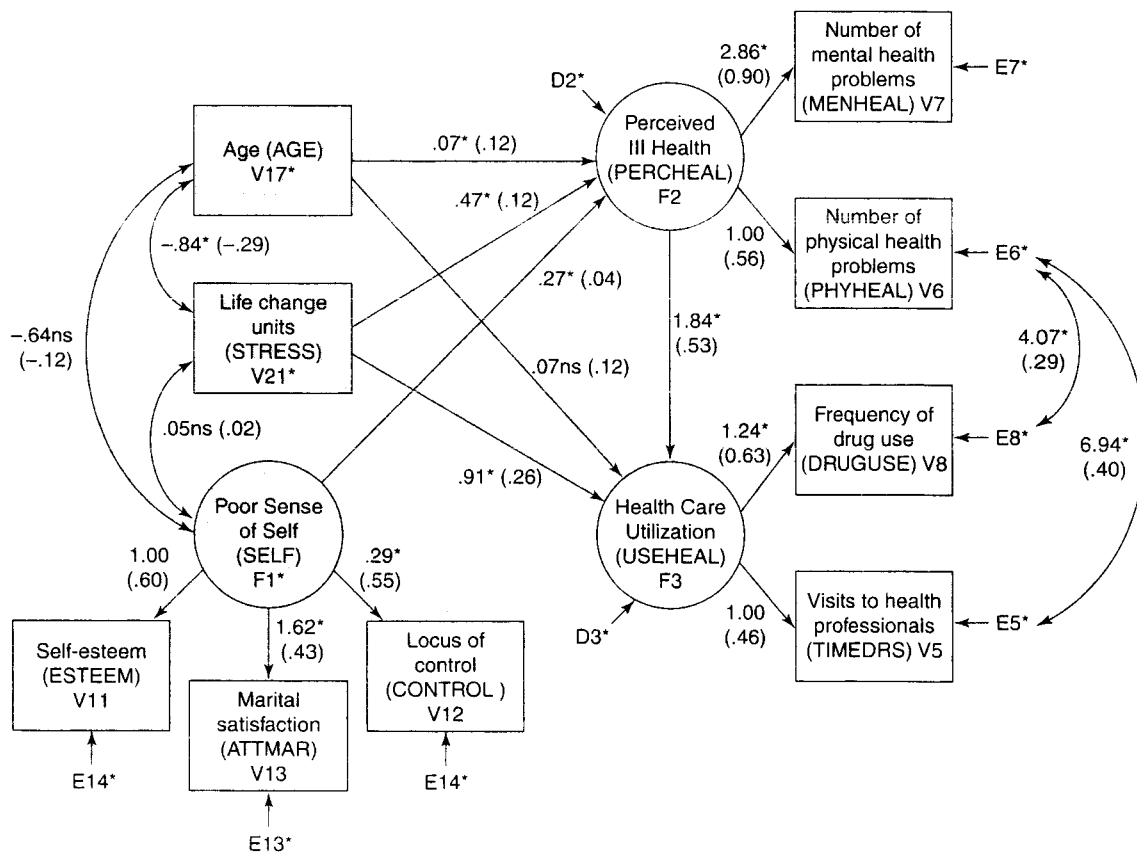 Number of
mental health
problems
(MENHEAL) V7
2.86*
(0.90)
E7*
D2*
Perceived
Ill Health
(PERCHEAL)
F2
Age (AGE)
V17*
.07* (.12)
.47* (.12)
Number of
physical health
problems
(PHYHEAL) V6
1.00
(.56)
E6*
–.84* (–.29)
.27* (.04)
Life change
units
(STRESS)
V21*
–.64ns
(–.12)
1.84*
(.53)
4.07*
(.29)
.07ns (.12)
.05ns (.02)
Frequency of
drug use
(DRUGUSE) V8
1.24*
(0.63)
E8*
6.94*
(.40)
.91* (.26)
Poor Sense
of Self
(SELF)
F1*
Health Care
Utilization
(USEHEAL)
F3
1.00
(.60)
.29*
(.55)
1.62*
(.43)
D3*
1.00
(.46)
Visits to health
professionals
(TIMEDRS) V5
E5*
Self-esteem
(ESTEEM)
V11
Marital
satisfaction
(ATTMAR)
V13
Locus of
control
(CONTROL )
V12
E14*
E14*
E13*